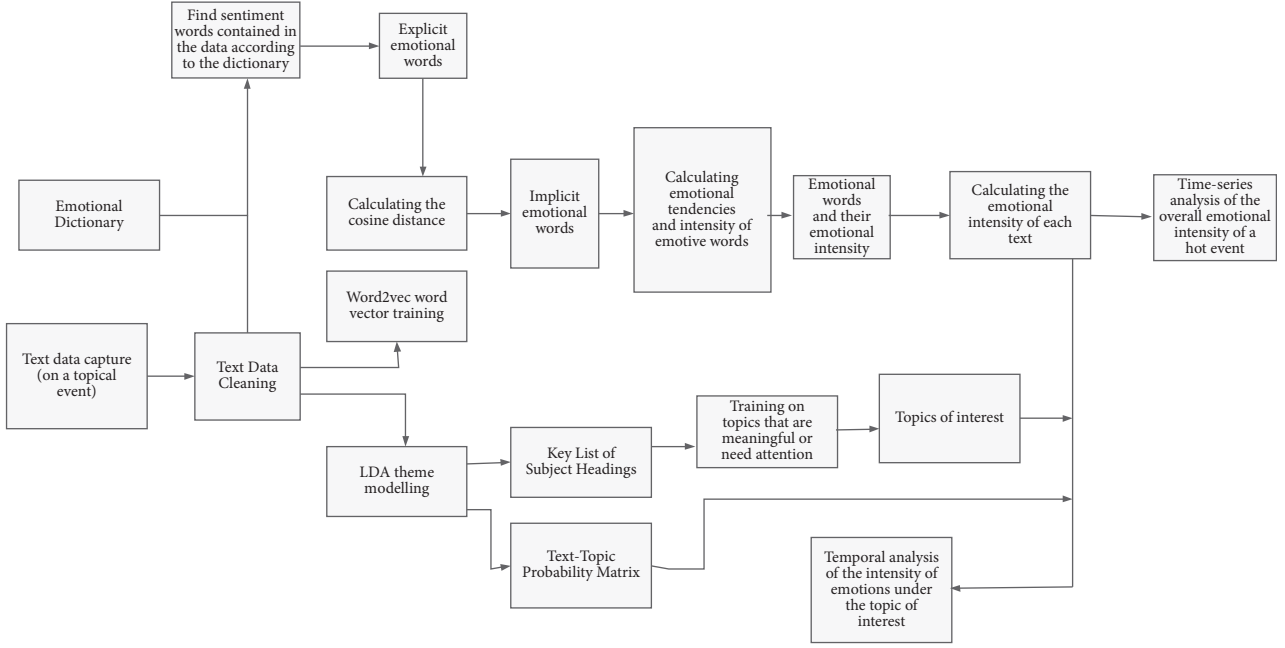 Find sentiment
words contained in
the data according
to the dictionary
Explicit
emotional
words
Emotional
Dictionary
Calculating the
cosine distance
Implicit
emotional
words
Calculating
emotional
tendencies
and intensity of
emotive words
Emotional
words
and their
emotional
intensity
Calculating the
emotional
intensity of each
text
Time-series
analysis of the
overall emotional
intensity of a
hot event
Word2vec word
vector training
Text data capture
(on a topical
event)
Text Data
Cleaning
LDA theme
modelling
Key List of
Subject Headings
Training on
topics that are
meaningful or
need attention
Topics of interest
Text-Topic
Probability Matrix
Temporal analysis
of the intensity of
emotions under
the topic of
interest